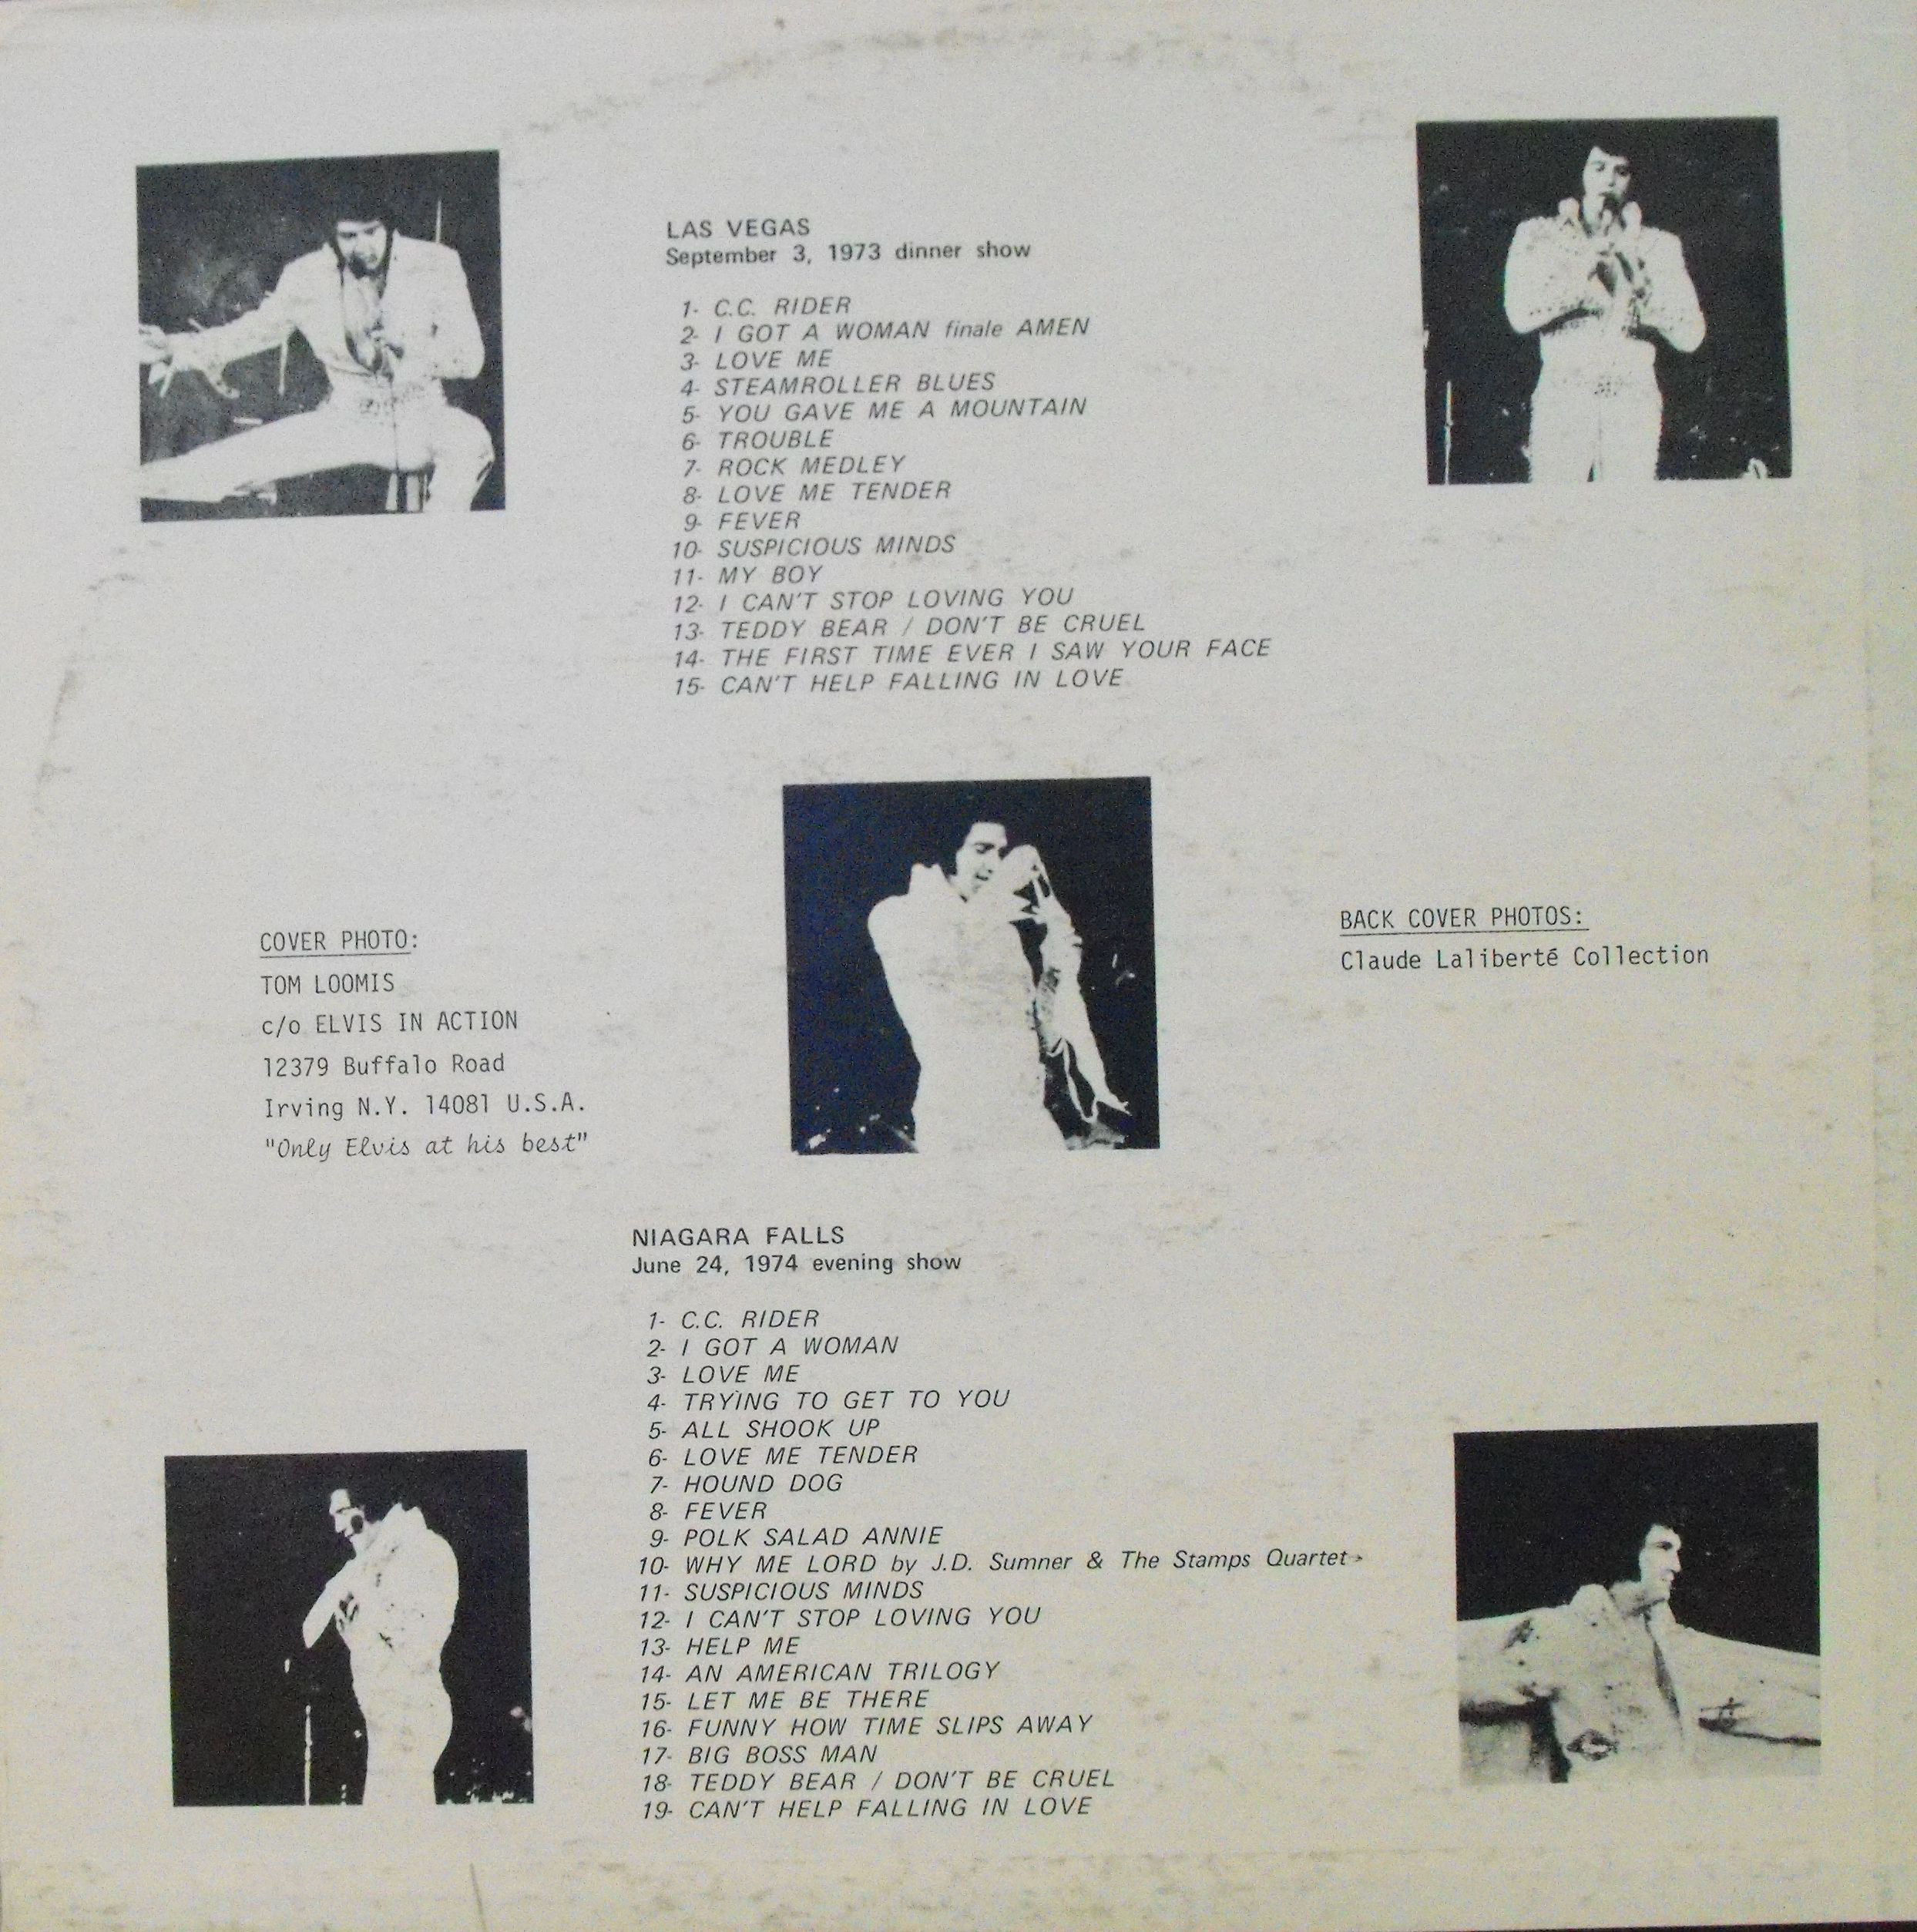 LAS VEGAS
September 3, 1973 dinner show
1- C.C. RIDER
2- I GOT A WOMAN finale AMEN
3- LOVE ME
4- STEAMROLLER BLUES
5- YOU GAVE ME A MOUNTAIN
6- TROUBLE
7- ROCK MEDLEY
8- LOVE ME TENDER
9- FEVER
10- SUSPICIOUS MINDS
11- MY BOY
12- I CAN'T STOP LOVING YOU
13- TEDDY BEAR / DON'T BE CRUEL
14- THE FIRST TIME EVER I SAW YOUR FACE
15- CAN'T HELP FALLING IN LOVE
COVER PHOTO:
TOM LOOMIS
c/o ELVIS IN ACTION
12379 Buffalo Road
Irving N.Y. 14081 U.S.A.
"Only Elvis at his best"
BACK COVER PHOTOS:
Claude Laliberté Collection
NIAGARA FALLS
June 24, 1974 evening show
1- C.C. RIDER
2- I GOT A WOMAN
3- LOVE ME
4- TRYING TO GET TO YOU
5- ALL SHOOK UP
6- LOVE ME TENDER
7- HOUND DOG
8- FEVER
9- POLK SALAD ANNIE
10- WHY ME LORD by J.D. Sumner & The Stamps Quartet
11- SUSPICIOUS MINDS
12- I CAN'T STOP LOVING YOU
13- HELP ME
14- AN AMERICAN TRILOGY
15- LET ME BE THERE
16- FUNNY HOW TIME SLIPS AWAY
17- BIG BOSS MAN
18- TEDDY BEAR / DON'T BE CRUEL
19- CAN'T HELP FALLING IN LOVE